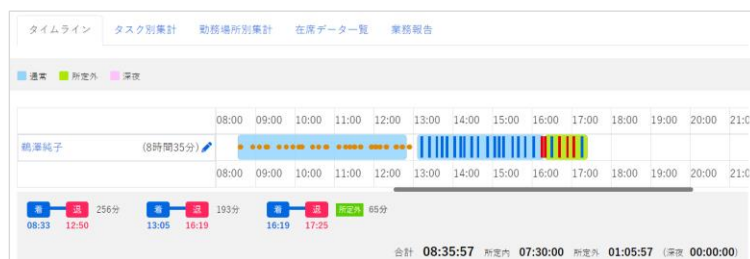 タイムライン タスク別集計 勤務場所別集計 在席データ一覧 業務報告
通常 所定外 深夜
08:00 09:00 10:00 11:00 12:00 13:00 14:00 15:00 16:00 17:00 18:00 19:00 20:00 21:0
鵜澤純子 (8時間35分)
08:00 09:00 10:00 11:00 12:00 13:00 14:00 15:00 16:00 17:00 18:00 19:00 20:00 21:0
着 退 256分 着 退 193分 着 退 所定外 65分
08:33 12:50 13:05 16:19 16:19 17:25
合計 08:35:57 所定内 07:30:00 所定外 01:05:57 (深夜 00:00:00)